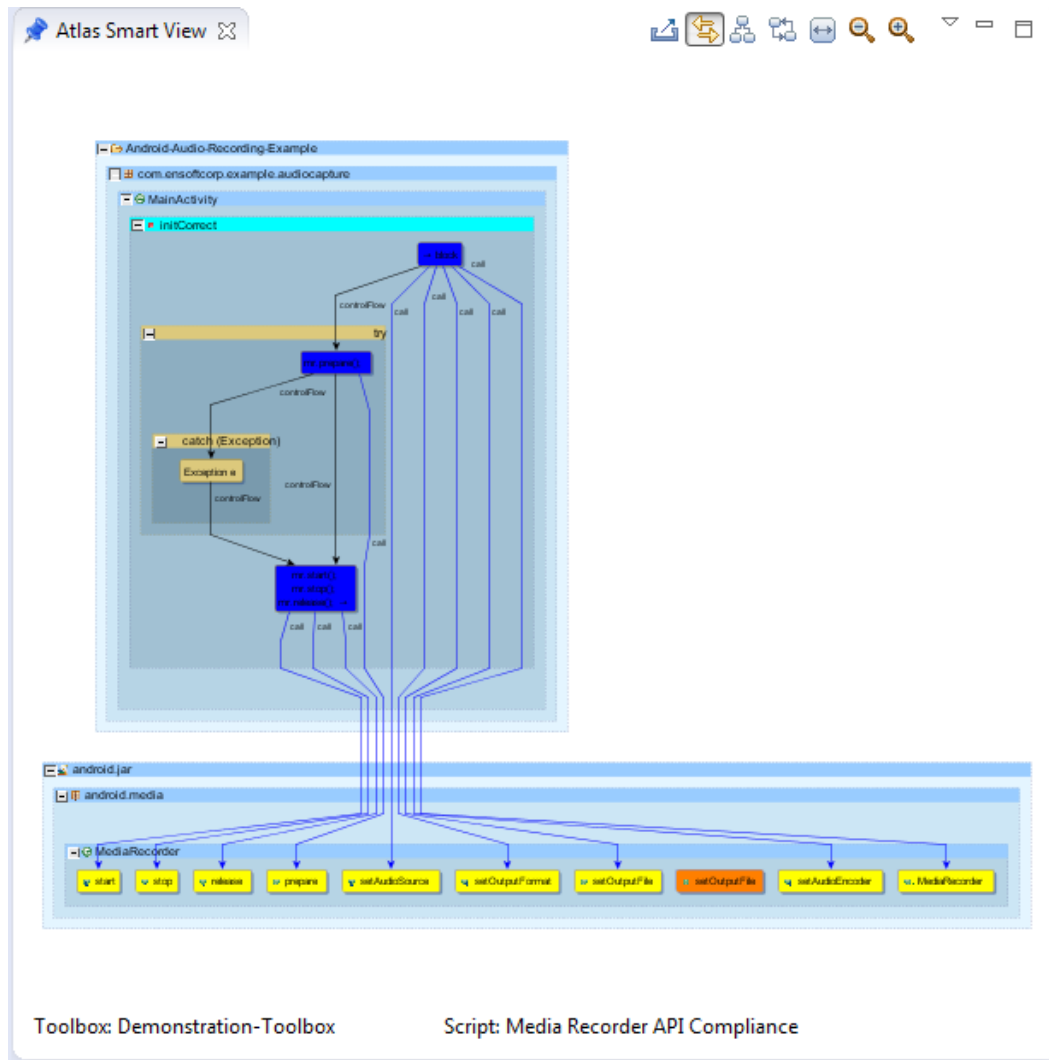 Atlas Smart View
Android-Audio-Recording-Example
com.ensoftcorp.example.audiocapture
MainActivity
initCorrect
call
controlFlow
call
call
call
call
try
mr.prepare();
controlFlow
catch (Exception)
Exception e
controlFlow
controlFlow
call
mr.start();
mr.stop();
mr.release();
call
call
call
android.jar
android.media
MediaRecorder
start
stop
release
prepare
setAudioSource
setOutputFormat
setOutputFile
setOutputFile
setAudioEncoder
MediaRecorder
Toolbox: Demonstration-Toolbox
Script: Media Recorder API Compliance